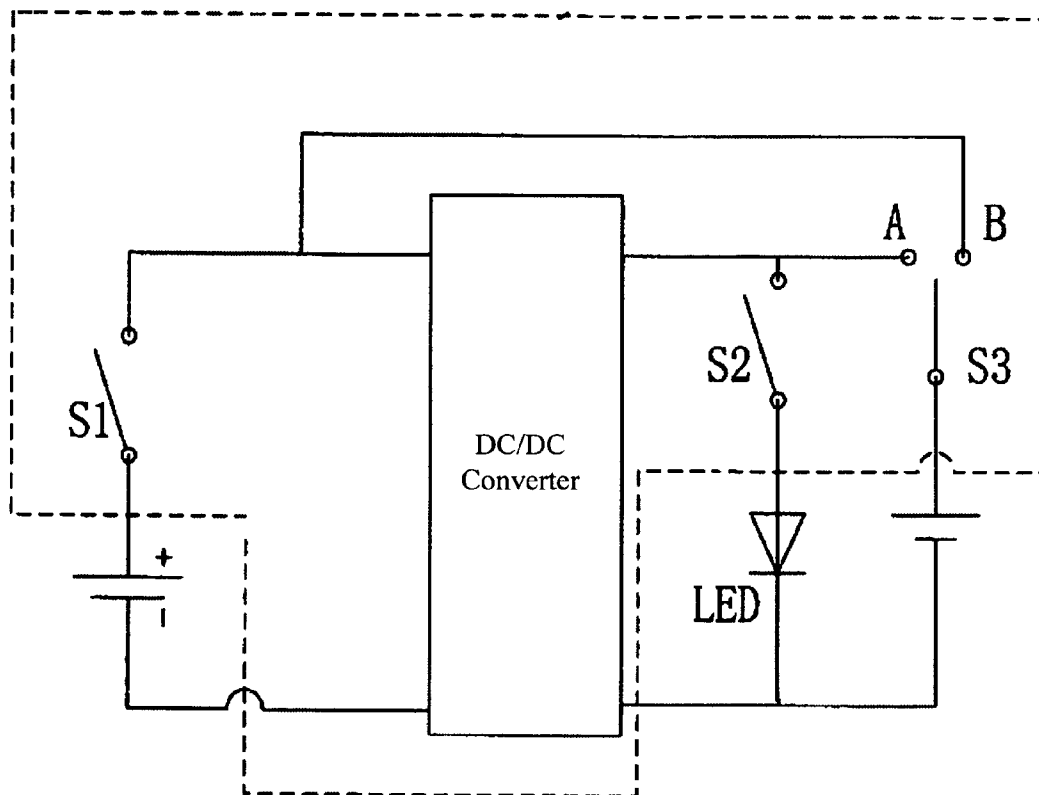 A
B
S2
S3
S1
DC/DC
Converter
+
LED
−